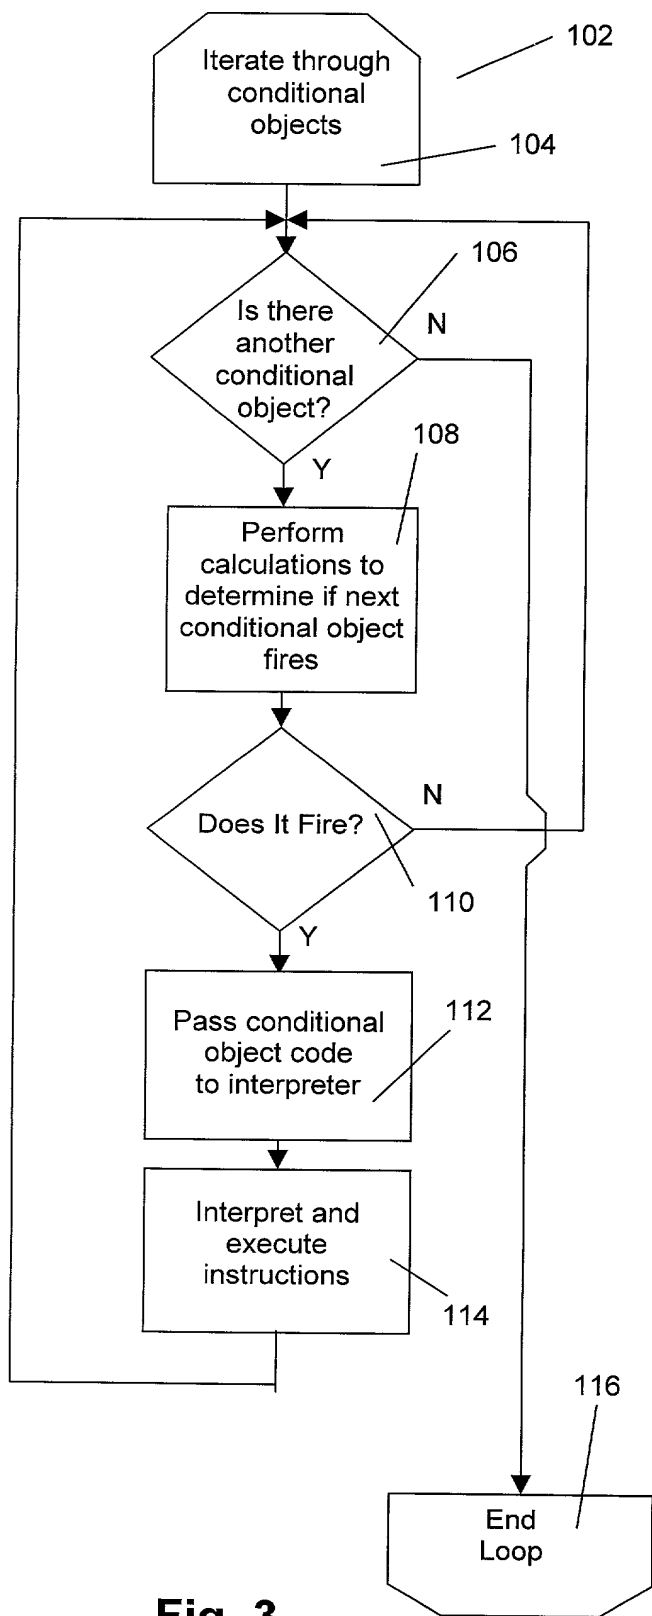 Iterate through
conditional
objects
102
104
106
Is there
another
conditional
object?
N
Y
108
Perform
calculations to
determine if next
conditional object
fires
Does It Fire?
N
110
Y
Pass conditional
object code
to interpreter
112
Interpret and
execute
instructions
114
116
End
Loop
Fig. 3